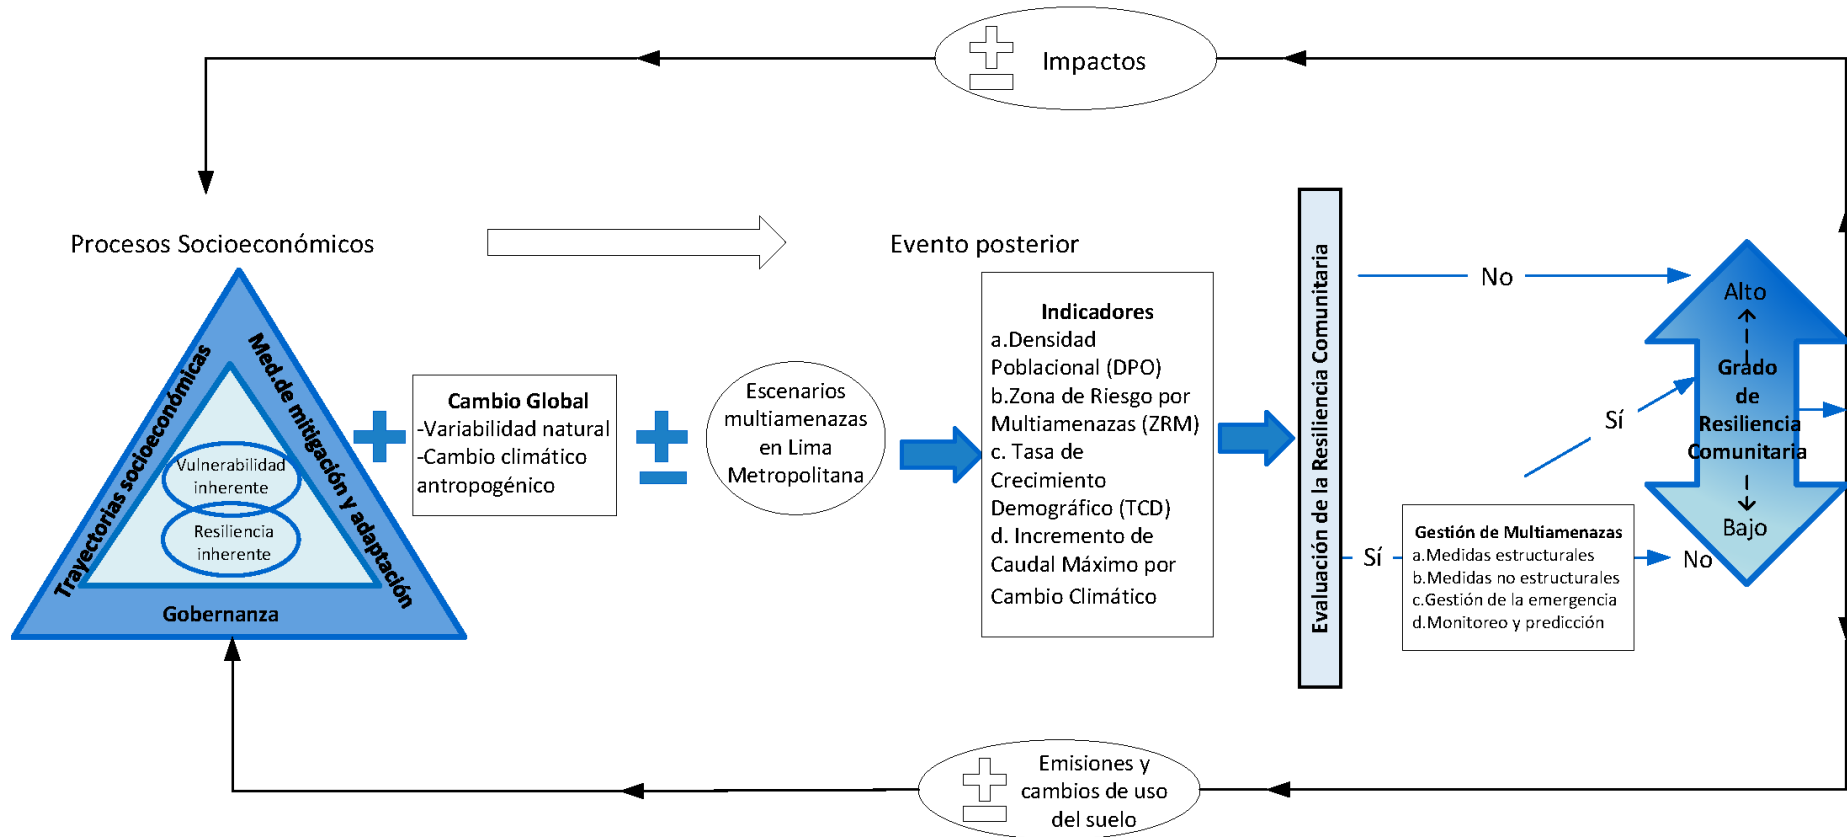 Impactos
Procesos Socioeconómicos
Evento posterior
Trayectorias socioeconómicas
Med.de mitigación y adaptación
Gobernanza
Vulnerabilidad
inherente
Resiliencia
inherente
Cambio Global
-Variabilidad natural
-Cambio climático
antropogénico
Escenarios
multiamenazas
en Lima
Metropolitana
Indicadores
a.Densidad
Poblacional (DPO)
b.Zona de Riesgo por
Multiamenazas (ZRM)
c. Tasa de
Crecimiento
Demográfico (TCD)
d. Incremento de
Caudal Máximo por
Cambio Climático
Evaluación de la Resiliencia Comunitaria
No
Sí
Sí
Gestión de Multiamenazas
a.Medidas estructurales
b.Medidas no estructurales
c.Gestión de la emergencia
d.Monitoreo y predicción
No
Alto
Grado
de
Resiliencia
Comunitaria
Bajo
Emisiones y
cambios de uso
del suelo